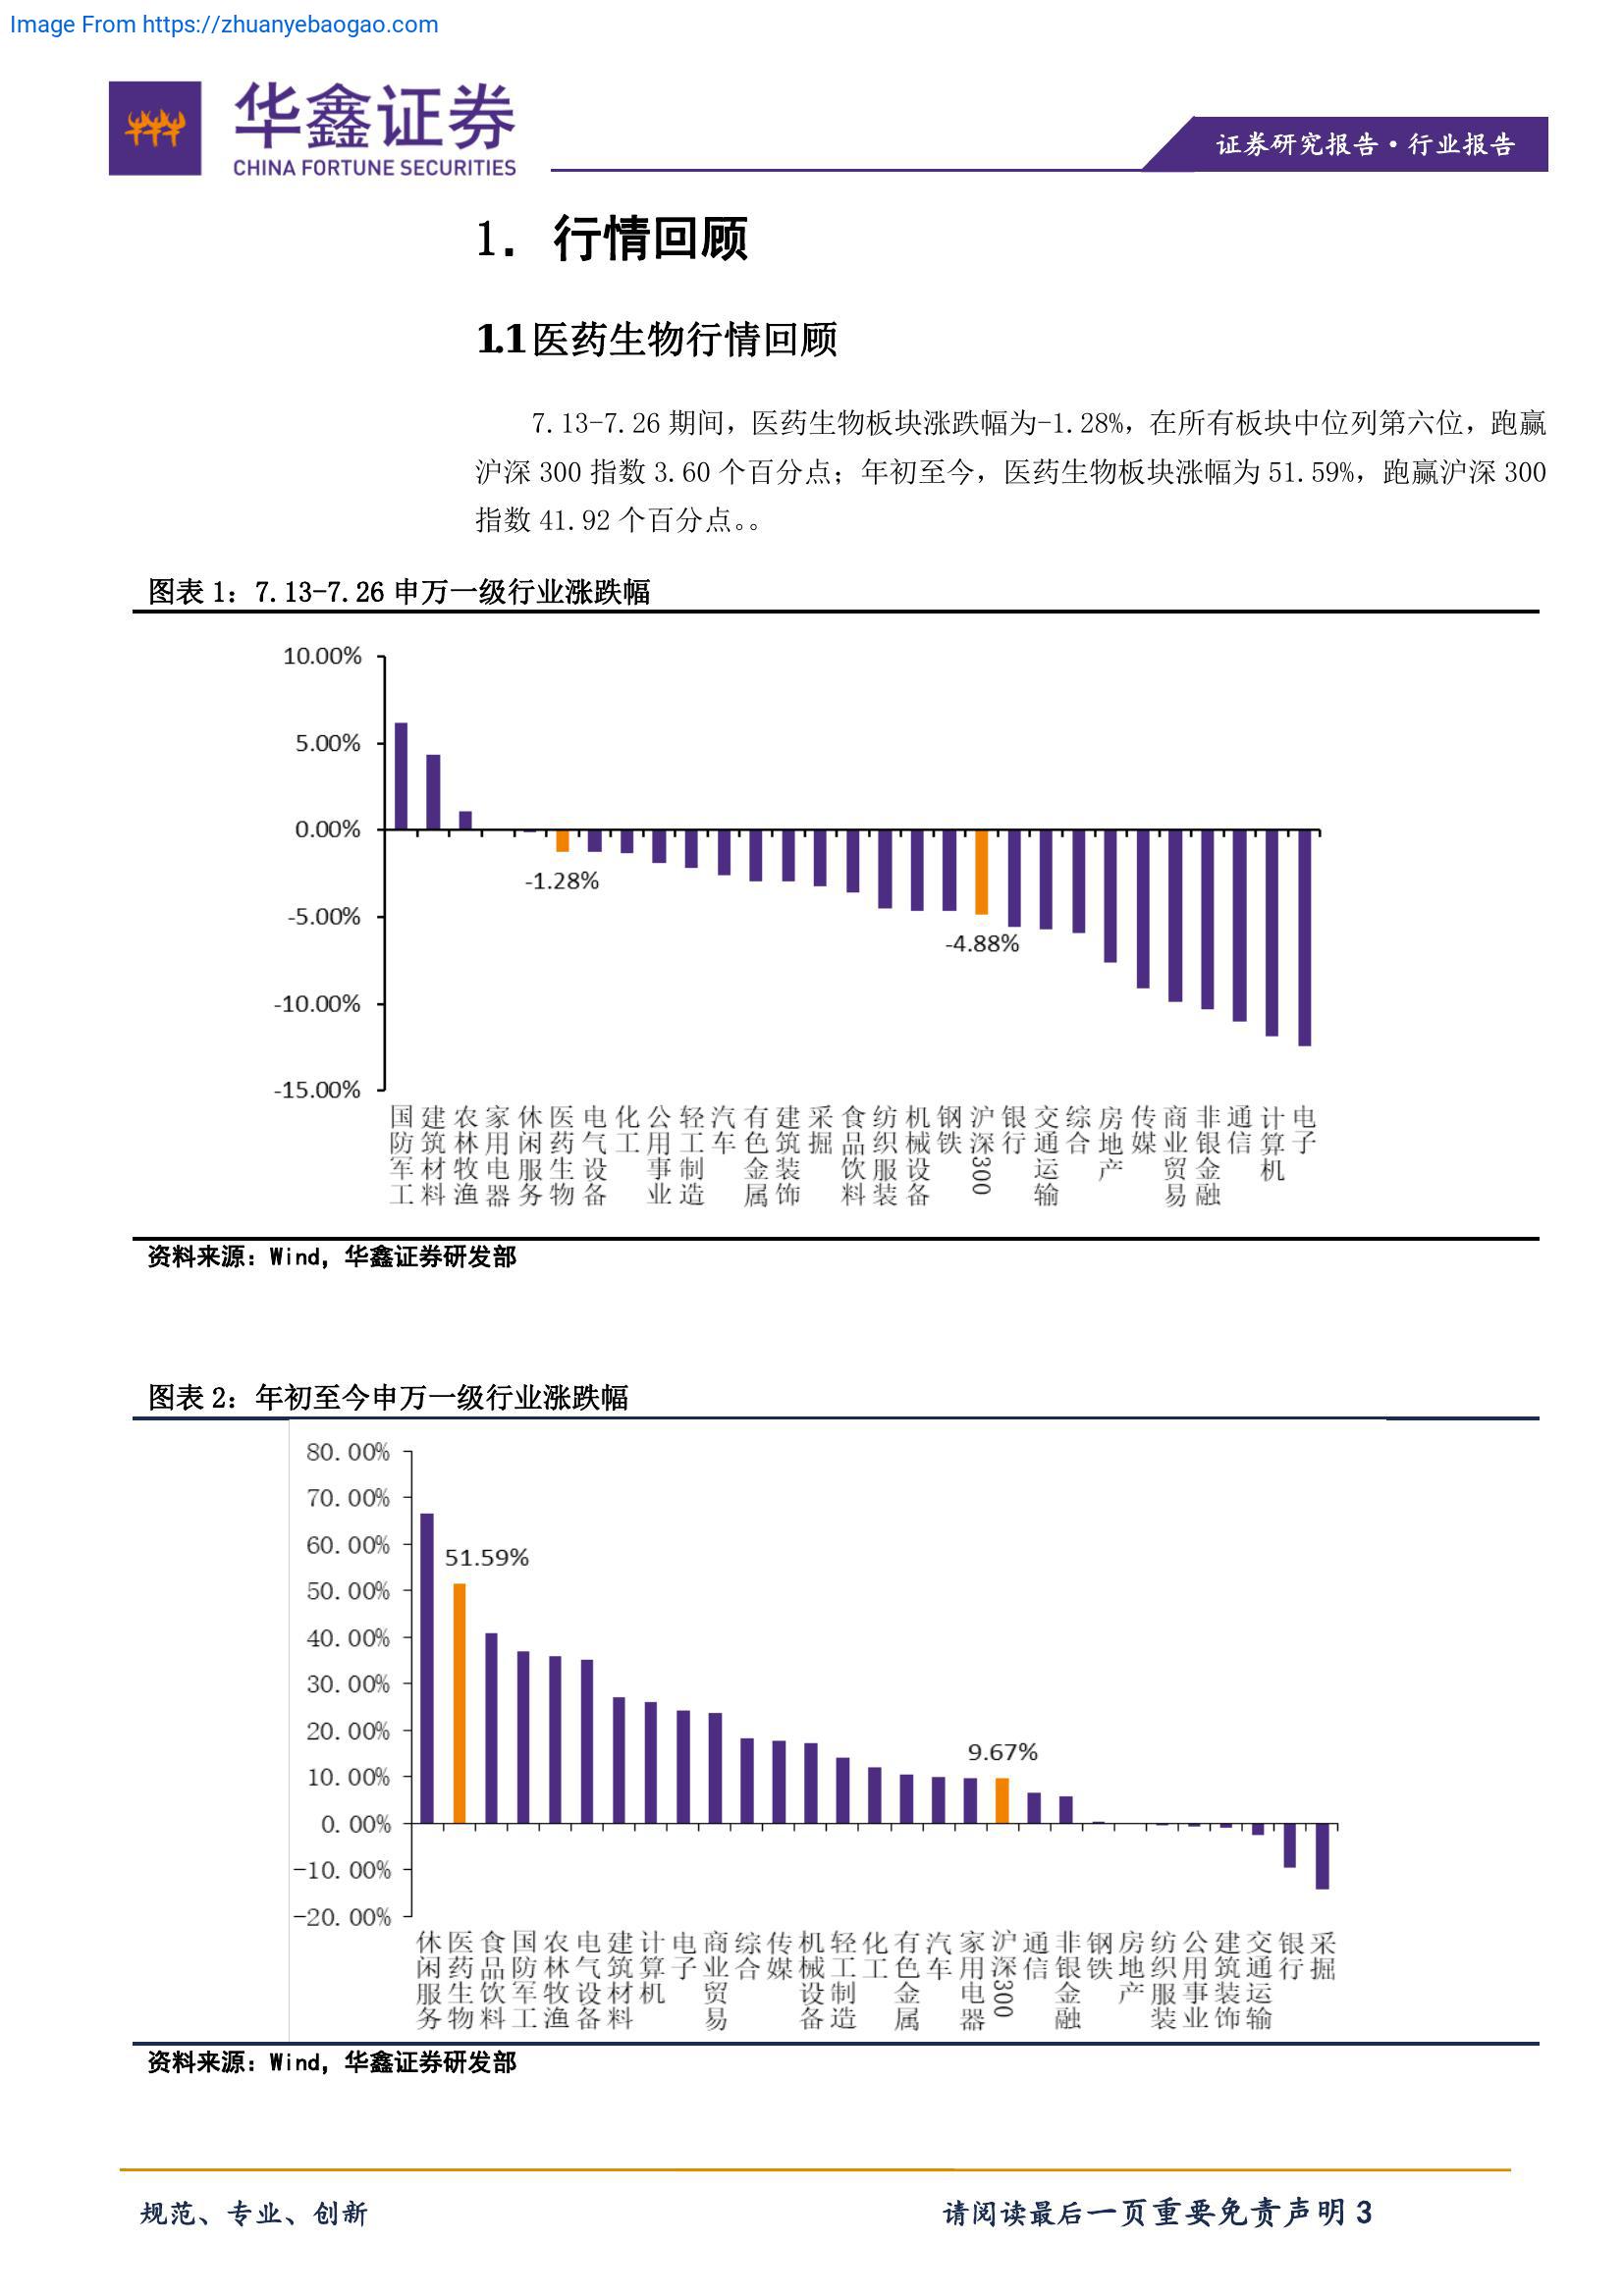 Image From https://zhuanyebaogao.com
华鑫证券
CHINA FORTUNE SECURITIES
证券研究报告·行业报告
1. 行情回顾
1.1医药生物行情回顾
7.13-7.26 期间，医药生物板块涨跌幅为-1.28%，在所有板块中位列第六位，跑赢
沪深 300 指数 3.60 个百分点；年初至今，医药生物板块涨幅为 51.59%，跑赢沪深 300
指数 41.92 个百分点。。
图表 1：7.13-7.26 申万一级行业涨跌幅
10.00%
5.00%
0.00%
-5.00%
-10.00%
-15.00%
-1.28%
-4.88%
国防军工
建筑材料
农林牧渔
家用电器
休闲服务
医药生物
电气设备
化工
公用事业
轻工制造
汽车
有色金属
建筑装饰
采掘
食品饮料
纺织服装
机械设备
钢铁
沪深300
银行
交通运输
综合
房地产
传媒
商业贸易
非银金融
通信
计算机
电子
资料来源：Wind，华鑫证券研发部
图表 2：年初至今申万一级行业涨跌幅
80.00%
70.00%
60.00%
50.00%
40.00%
30.00%
20.00%
10.00%
0.00%
-10.00%
-20.00%
51.59%
9.67%
休闲服务
医药生物
食品饮料
国防军工
农林牧渔
电气设备
建筑材料
计算机
电子
商业贸易
综合
传媒
机械设备
轻工制造
化工
有色金属
汽车
家用电器
沪深300
通信
非银金融
钢铁
房地产
纺织服装
公用事业
建筑装饰
交通运输
银行
采掘
资料来源：Wind，华鑫证券研发部
规范、专业、创新
请阅读最后一页重要免责声明 3